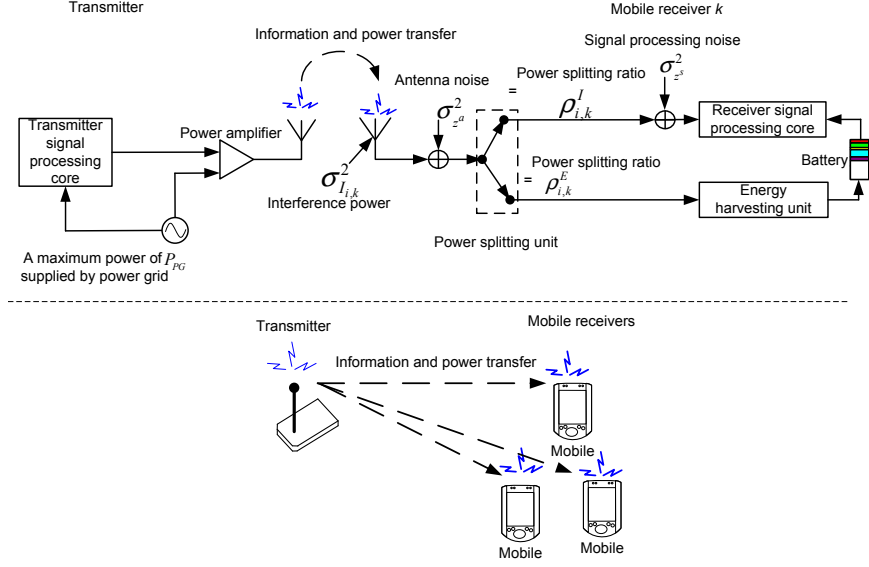 Transmitter
Mobile receiver k
Information and power transfer
Signal processing noise
Antenna noise
σ²_{z^s}
= Power splitting ratio
σ²_{z^a}
ρ^I_{i,k}
Transmitter
signal
processing
core
Power amplifier
Receiver signal
processing core
σ²_{I_{i,k}}
Interference power
Battery
= Power splitting ratio
ρ^E_{i,k}
Energy
harvesting unit
Power splitting unit
A maximum power of P_{PG}
supplied by power grid
Transmitter
Mobile receivers
Information and power transfer
Mobile
Mobile
Mobile